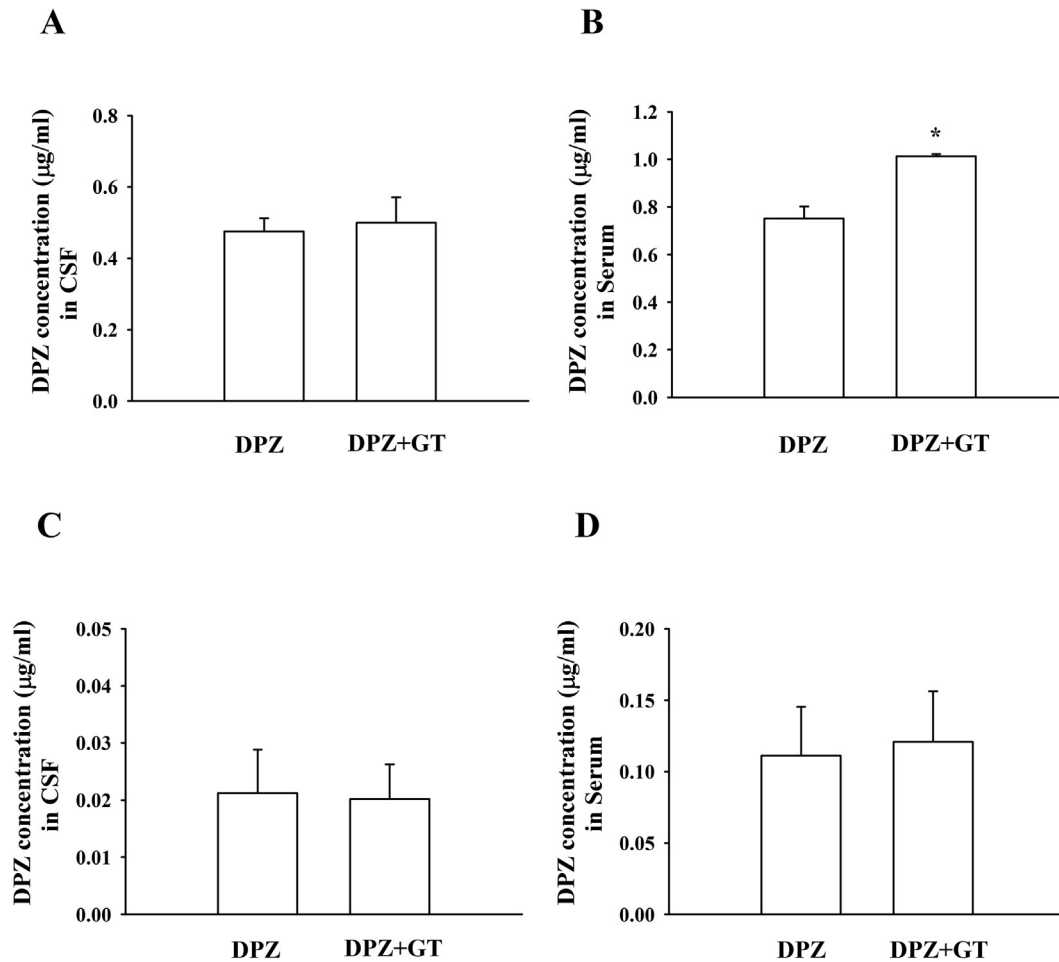 A
DPZ concentration (μg/ml)
in CSF
0.8
0.6
0.4
0.2
0.0
DPZ
DPZ+GT
B
DPZ concentration (μg/ml)
in Serum
1.2
1.0
0.8
0.6
0.4
0.2
0.0
*
DPZ
DPZ+GT
C
DPZ concentration (μg/ml)
in CSF
0.05
0.04
0.03
0.02
0.01
0.00
DPZ
DPZ+GT
D
DPZ concentration (μg/ml)
in Serum
0.20
0.15
0.10
0.05
0.00
DPZ
DPZ+GT